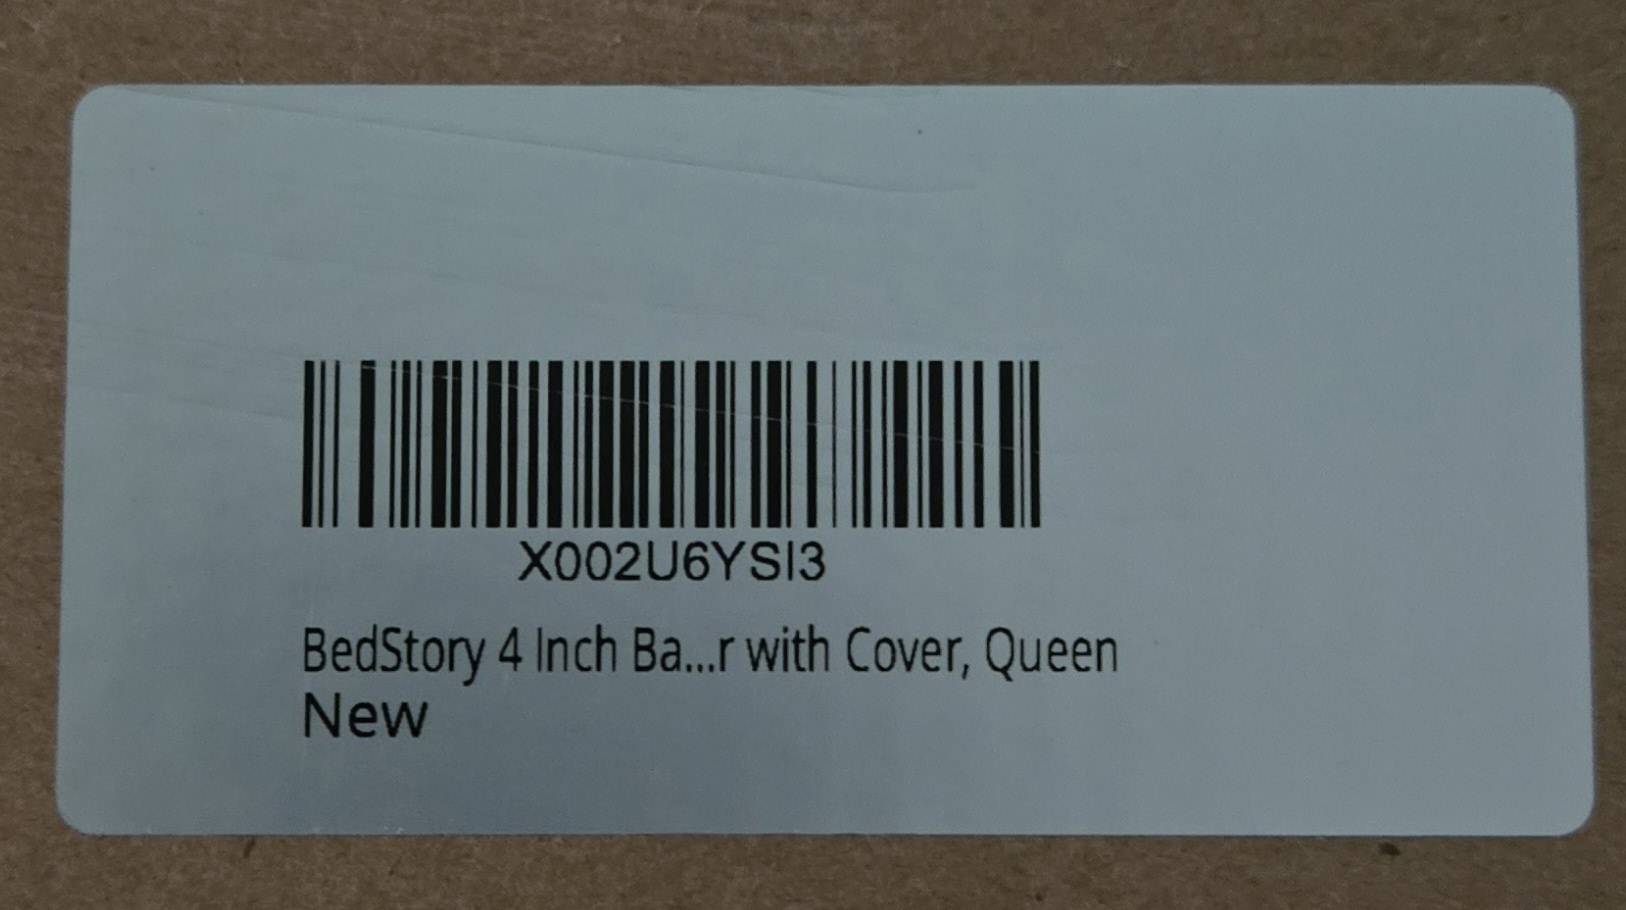 X002U6YSI3
BedStory 4 Inch Ba...r with Cover, Queen
New